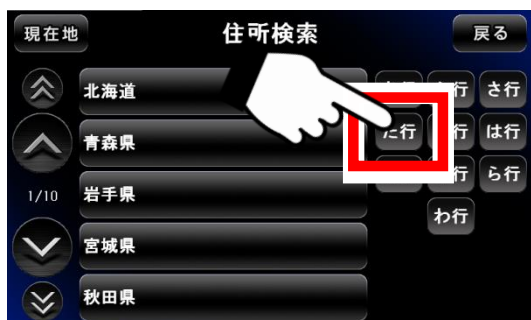 現在地
住所検索
戻る
北海道
青森県
岩手県
宮城県
秋田県
1/10
さ行
た行
は行
ら行
わ行